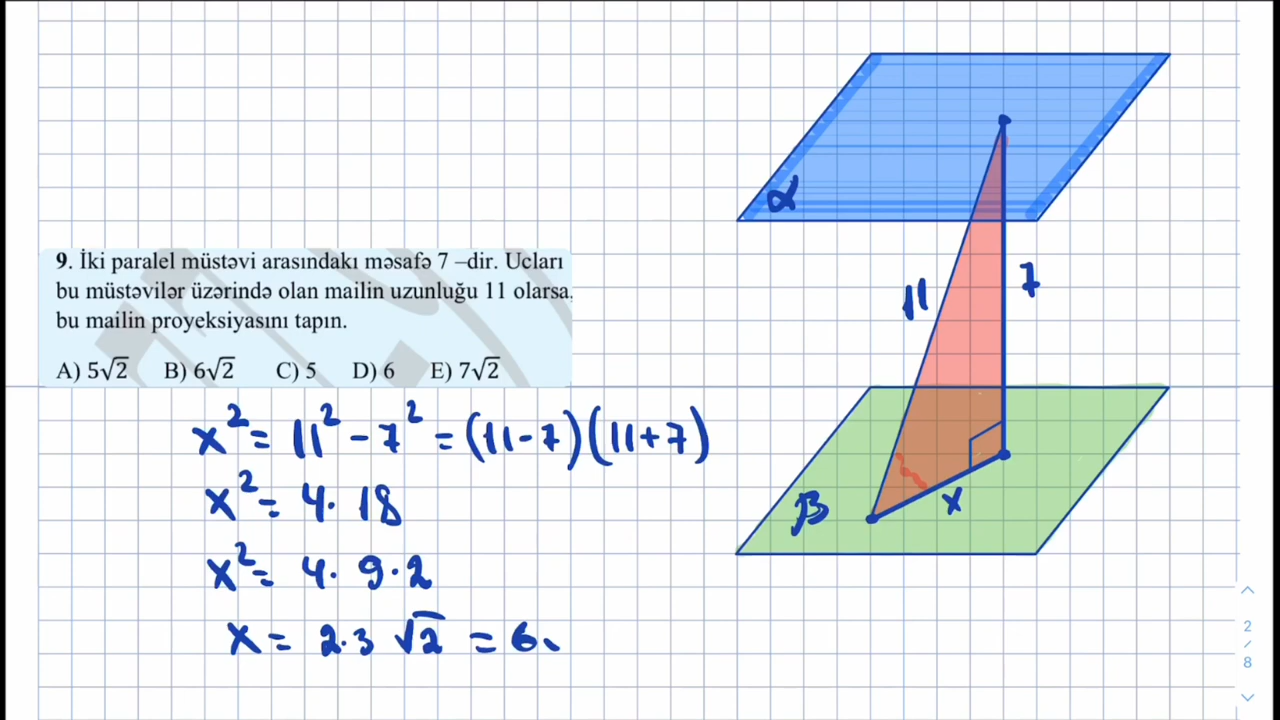 9. İki paralel müstəvi arasındakı məsafə 7 –dir. Ucları
bu müstəvilər üzərində olan mailin uzunluğu 11 olarsa,
bu mailin proyeksiyasını tapın.
A) 5√2 B) 6√2 C) 5 D) 6 E) 7√2
x² = 11² - 7² = (11-7)(11+7)
x² = 4·18
x² = 4·9·2
x = 2·3 √2 = 6
α
11
7
β
x
2
/
8